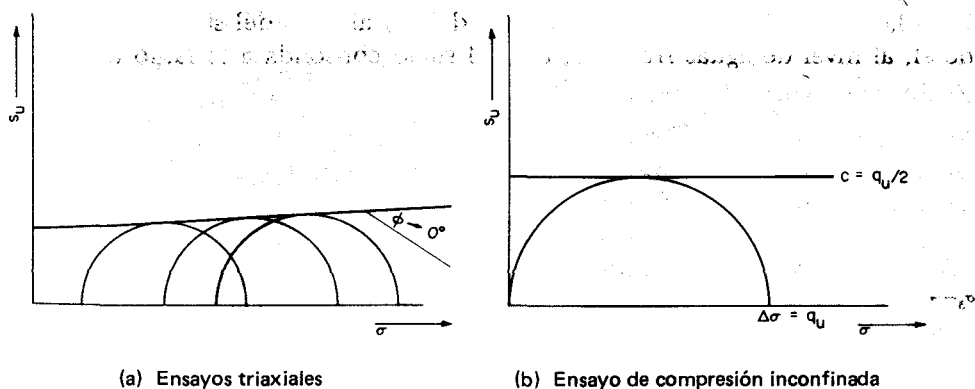 s_u
σ
φ → 0°
(a) Ensayos triaxiales
s_u
c = q_u/2
Δσ = q_u
σ
(b) Ensayo de compresión inconfinada